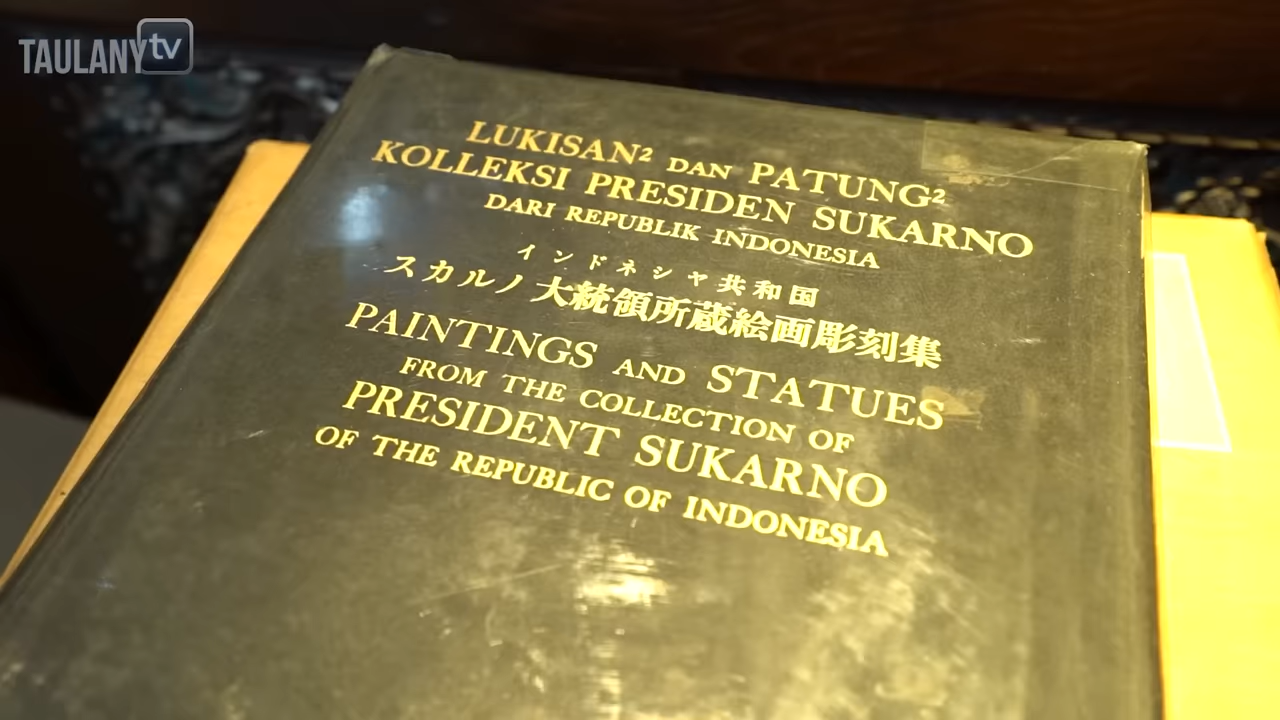 TAULANY tv
LUKISAN² DAN PATUNG²
KOLLEKSI PRESIDEN SUKARNO
DARI REPUBLIK INDONESIA
インドネシヤ共和国
スカルノ大統領所蔵絵画彫刻集
PAINTINGS AND STATUES
FROM THE COLLECTION OF
PRESIDENT SUKARNO
OF THE REPUBLIC OF INDONESIA